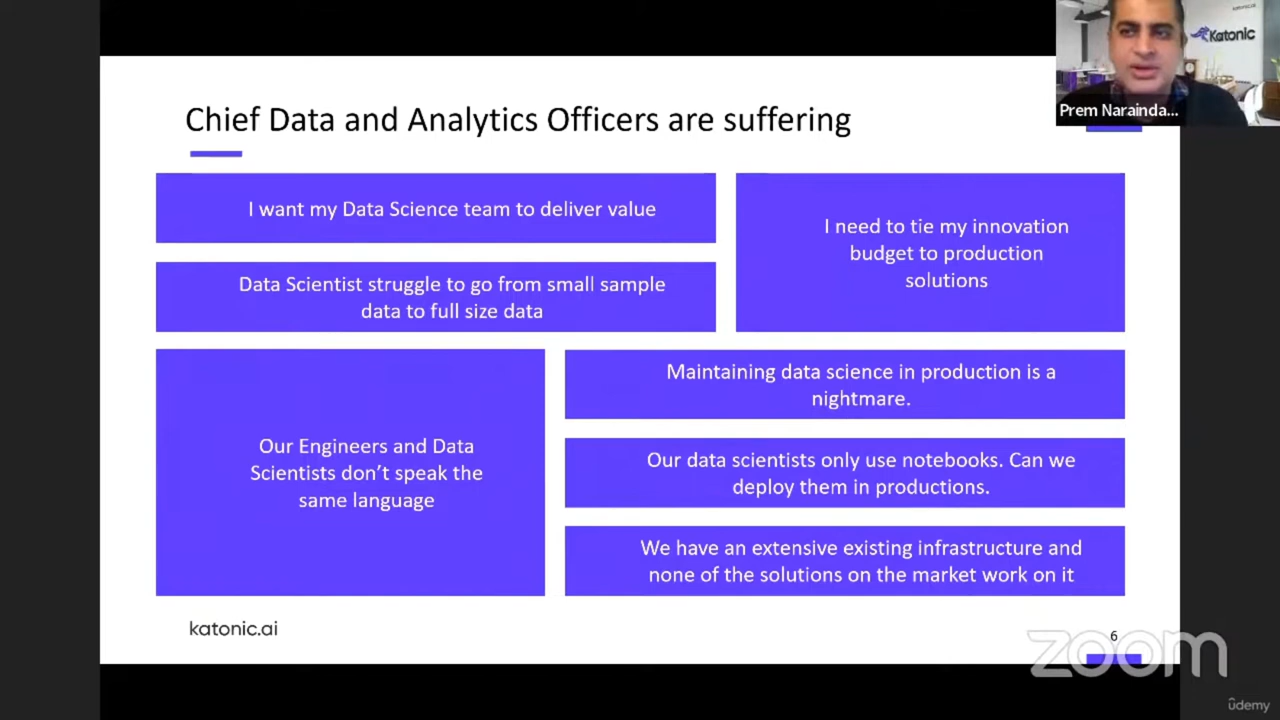 katonic.ai
Katonic
Prem Narainda...
Chief Data and Analytics Officers are suffering
I want my Data Science team to deliver value
I need to tie my innovation
budget to production
solutions
Data Scientist struggle to go from small sample
data to full size data
Our Engineers and Data
Scientists don’t speak the
same language
Maintaining data science in production is a
nightmare.
Our data scientists only use notebooks. Can we
deploy them in productions.
We have an extensive existing infrastructure and
none of the solutions on the market work on it
katonic.ai
6
zoom
ûdemy